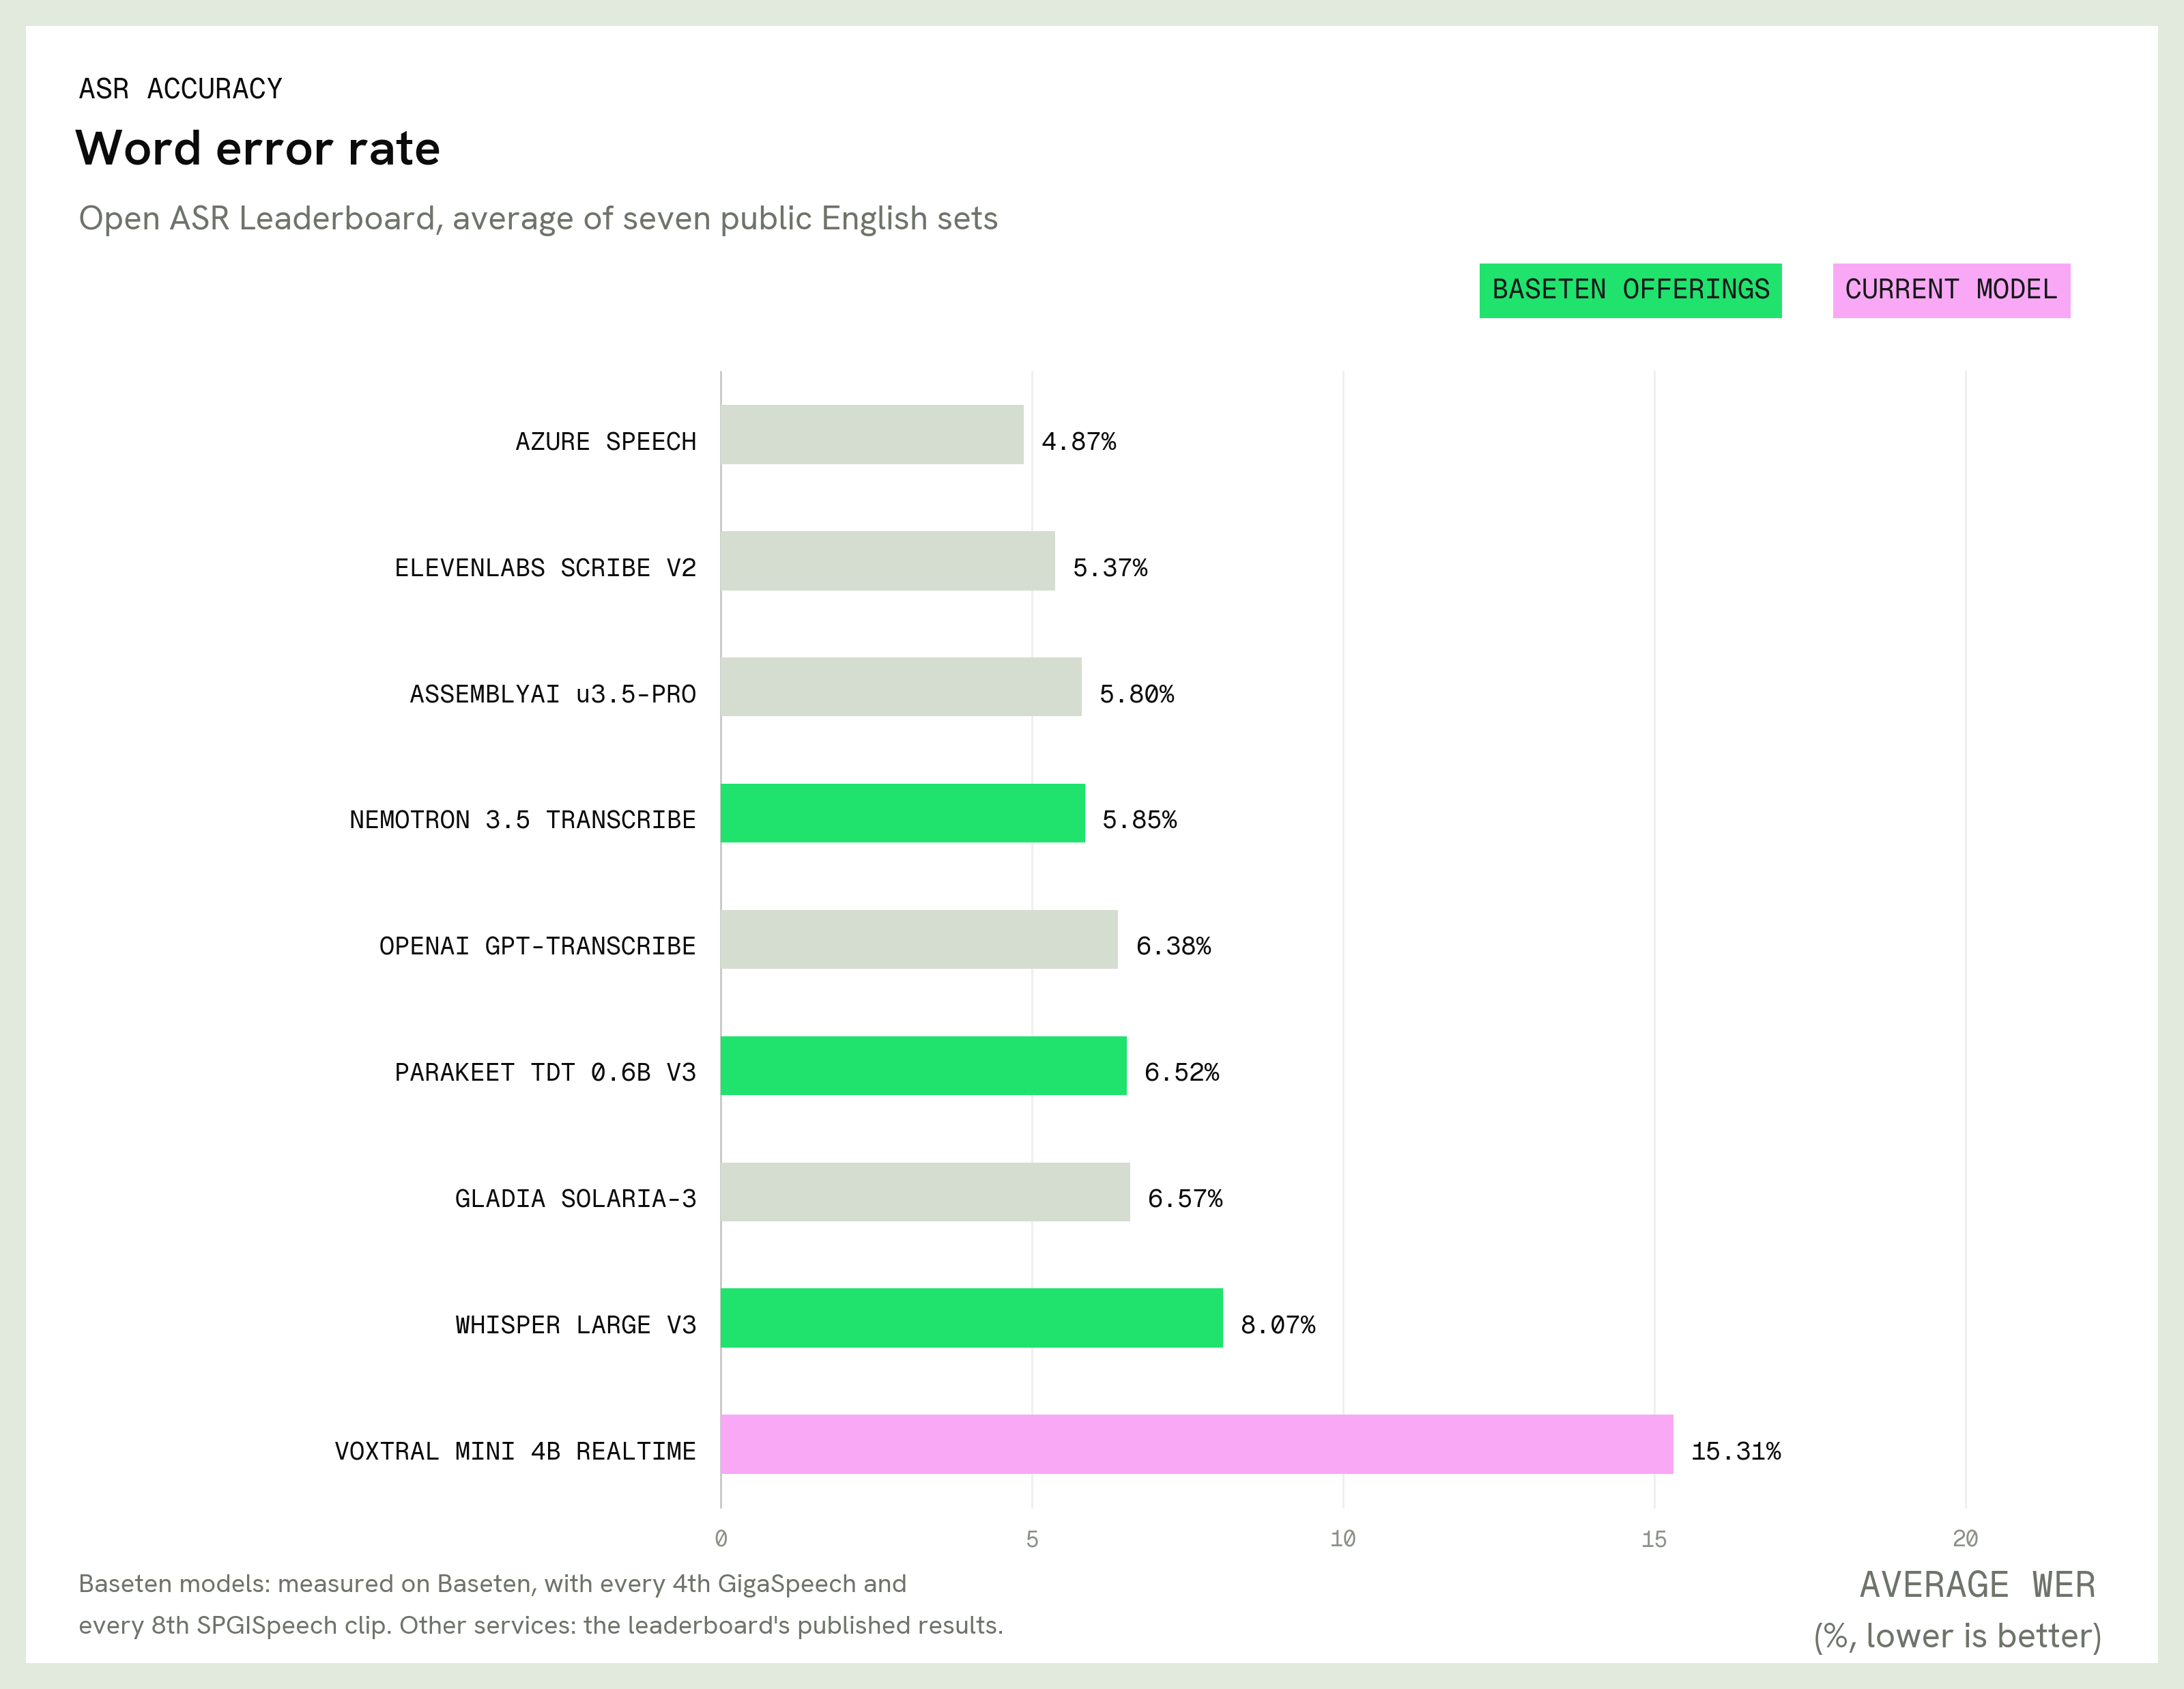 ASR ACCURACY
Word error rate
Open ASR Leaderboard, average of seven public English sets
BASETEN OFFERINGS
CURRENT MODEL
AZURE SPEECH 4.87%
ELEVENLABS SCRIBE V2 5.37%
ASSEMBLYAI u3.5-PRO 5.80%
NEMOTRON 3.5 TRANSCRIBE 5.85%
OPENAI GPT-TRANSCRIBE 6.38%
PARAKEET TDT 0.6B V3 6.52%
GLADIA SOLARIA-3 6.57%
WHISPER LARGE V3 8.07%
VOXTRAL MINI 4B REALTIME 15.31%
0 5 10 15 20
Baseten models: measured on Baseten, with every 4th GigaSpeech and
every 8th SPGISpeech clip. Other services: the leaderboard's published results.
AVERAGE WER
(%, lower is better)